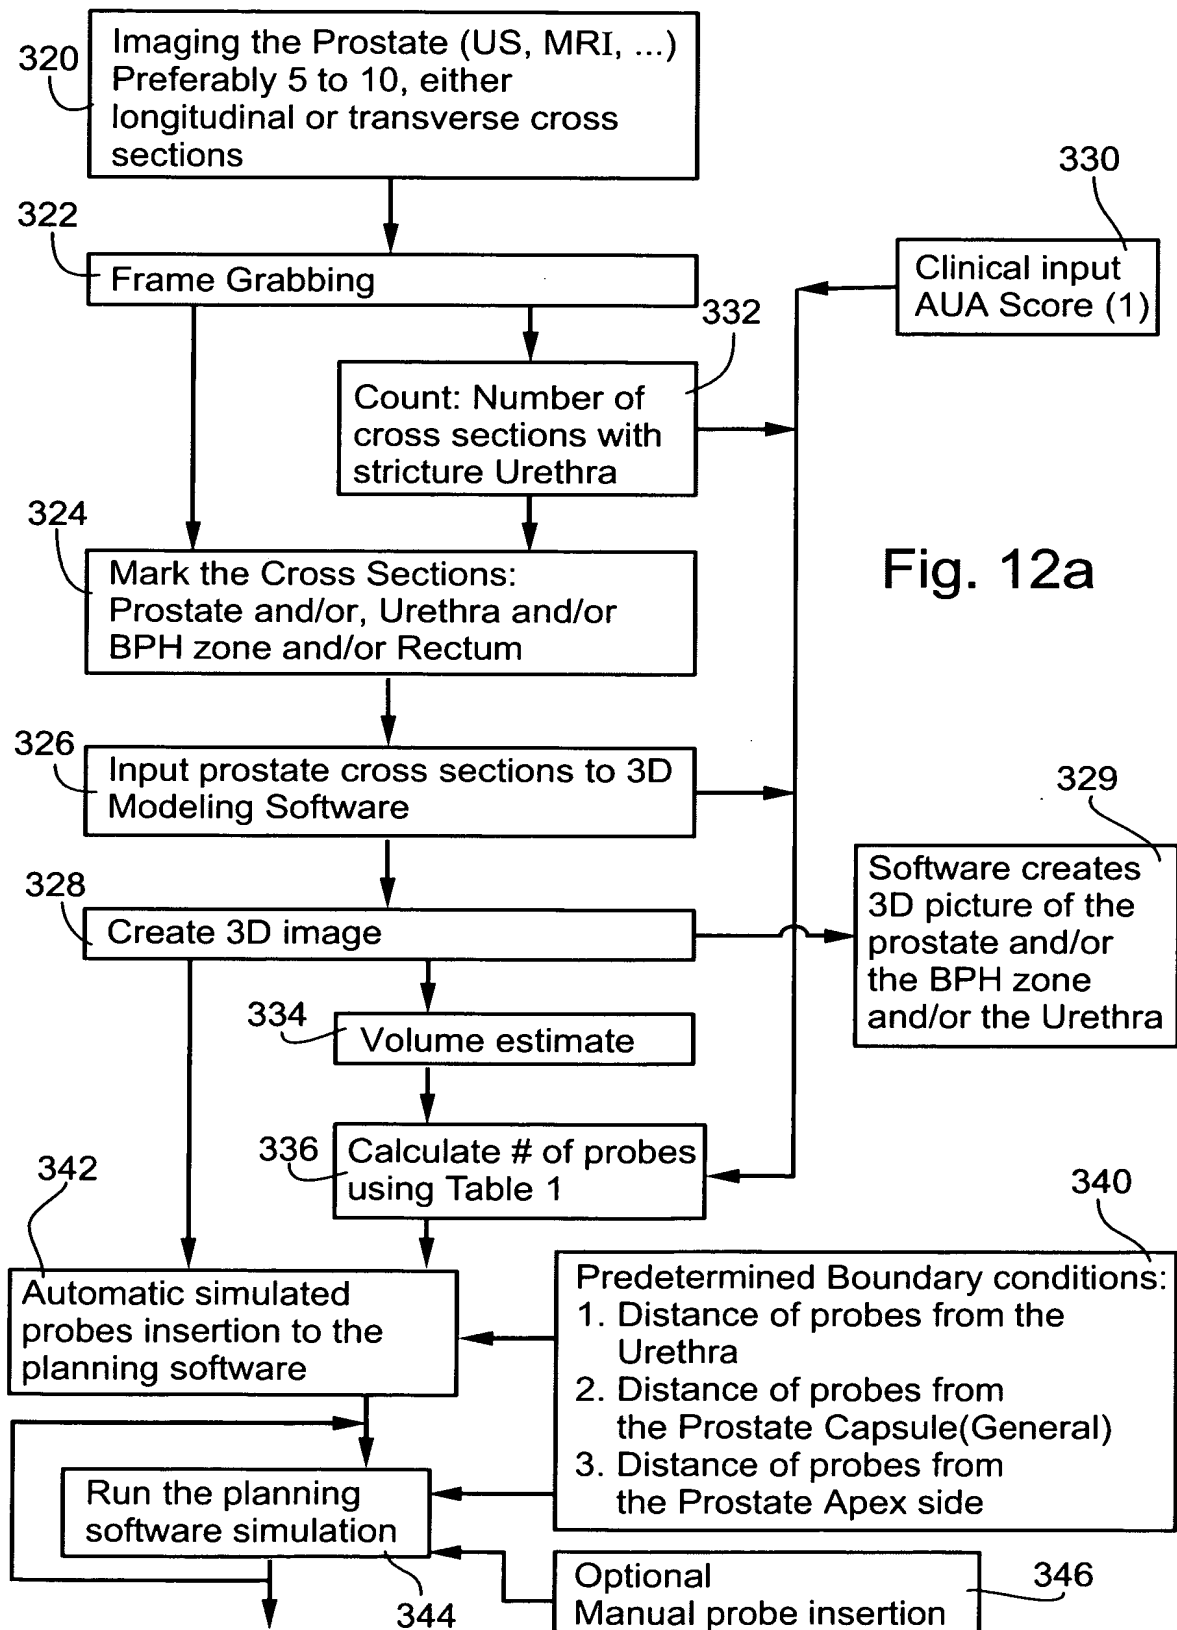 320
Imaging the Prostate (US, MRI, ...)
Preferably 5 to 10, either
longitudinal or transverse cross
sections
322
Frame Grabbing
330
Clinical input
AUA Score (1)
332
Count: Number of
cross sections with
stricture Urethra
324
Mark the Cross Sections:
Prostate and/or, Urethra and/or
BPH zone and/or Rectum
Fig. 12a
326
Input prostate cross sections to 3D
Modeling Software
328
Create 3D image
329
Software creates
3D picture of the
prostate and/or
the BPH zone
and/or the Urethra
334
Volume estimate
336
Calculate # of probes
using Table 1
342
Automatic simulated
probes insertion to the
planning software
340
Predetermined Boundary conditions:
1. Distance of probes from the
Urethra
2. Distance of probes from
the Prostate Capsule(General)
3. Distance of probes from
the Prostate Apex side
Run the planning
software simulation
344
Optional
Manual probe insertion
346